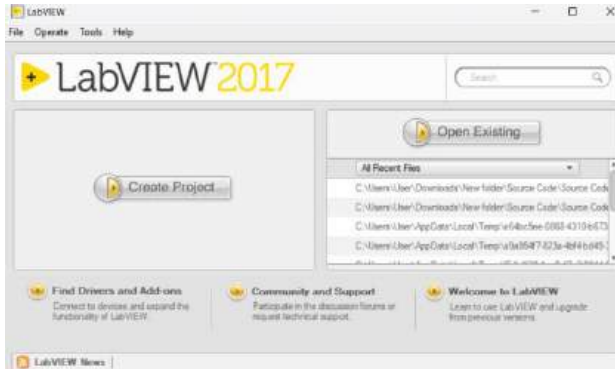 LabVIEW
File Operate Tools Help
LabVIEW 2017
Search
Create Project
Open Existing
All Recent Files
C:\Users\User\Downloads\New folder\Source Code\Source Code
C:\Users\User\Downloads\New folder\Source Code\Source Code
C:\Users\User\AppData\Local\Temp\
C:\Users\User\AppData\Local\Temp\
Find Drivers and Add-ons
Connect to devices and expand the
functionality of LabVIEW.
Community and Support
Participate in the discussion forums or
request technical support.
Welcome to LabVIEW
Learn to use LabVIEW and upgrade
from previous versions.
LabVIEW News